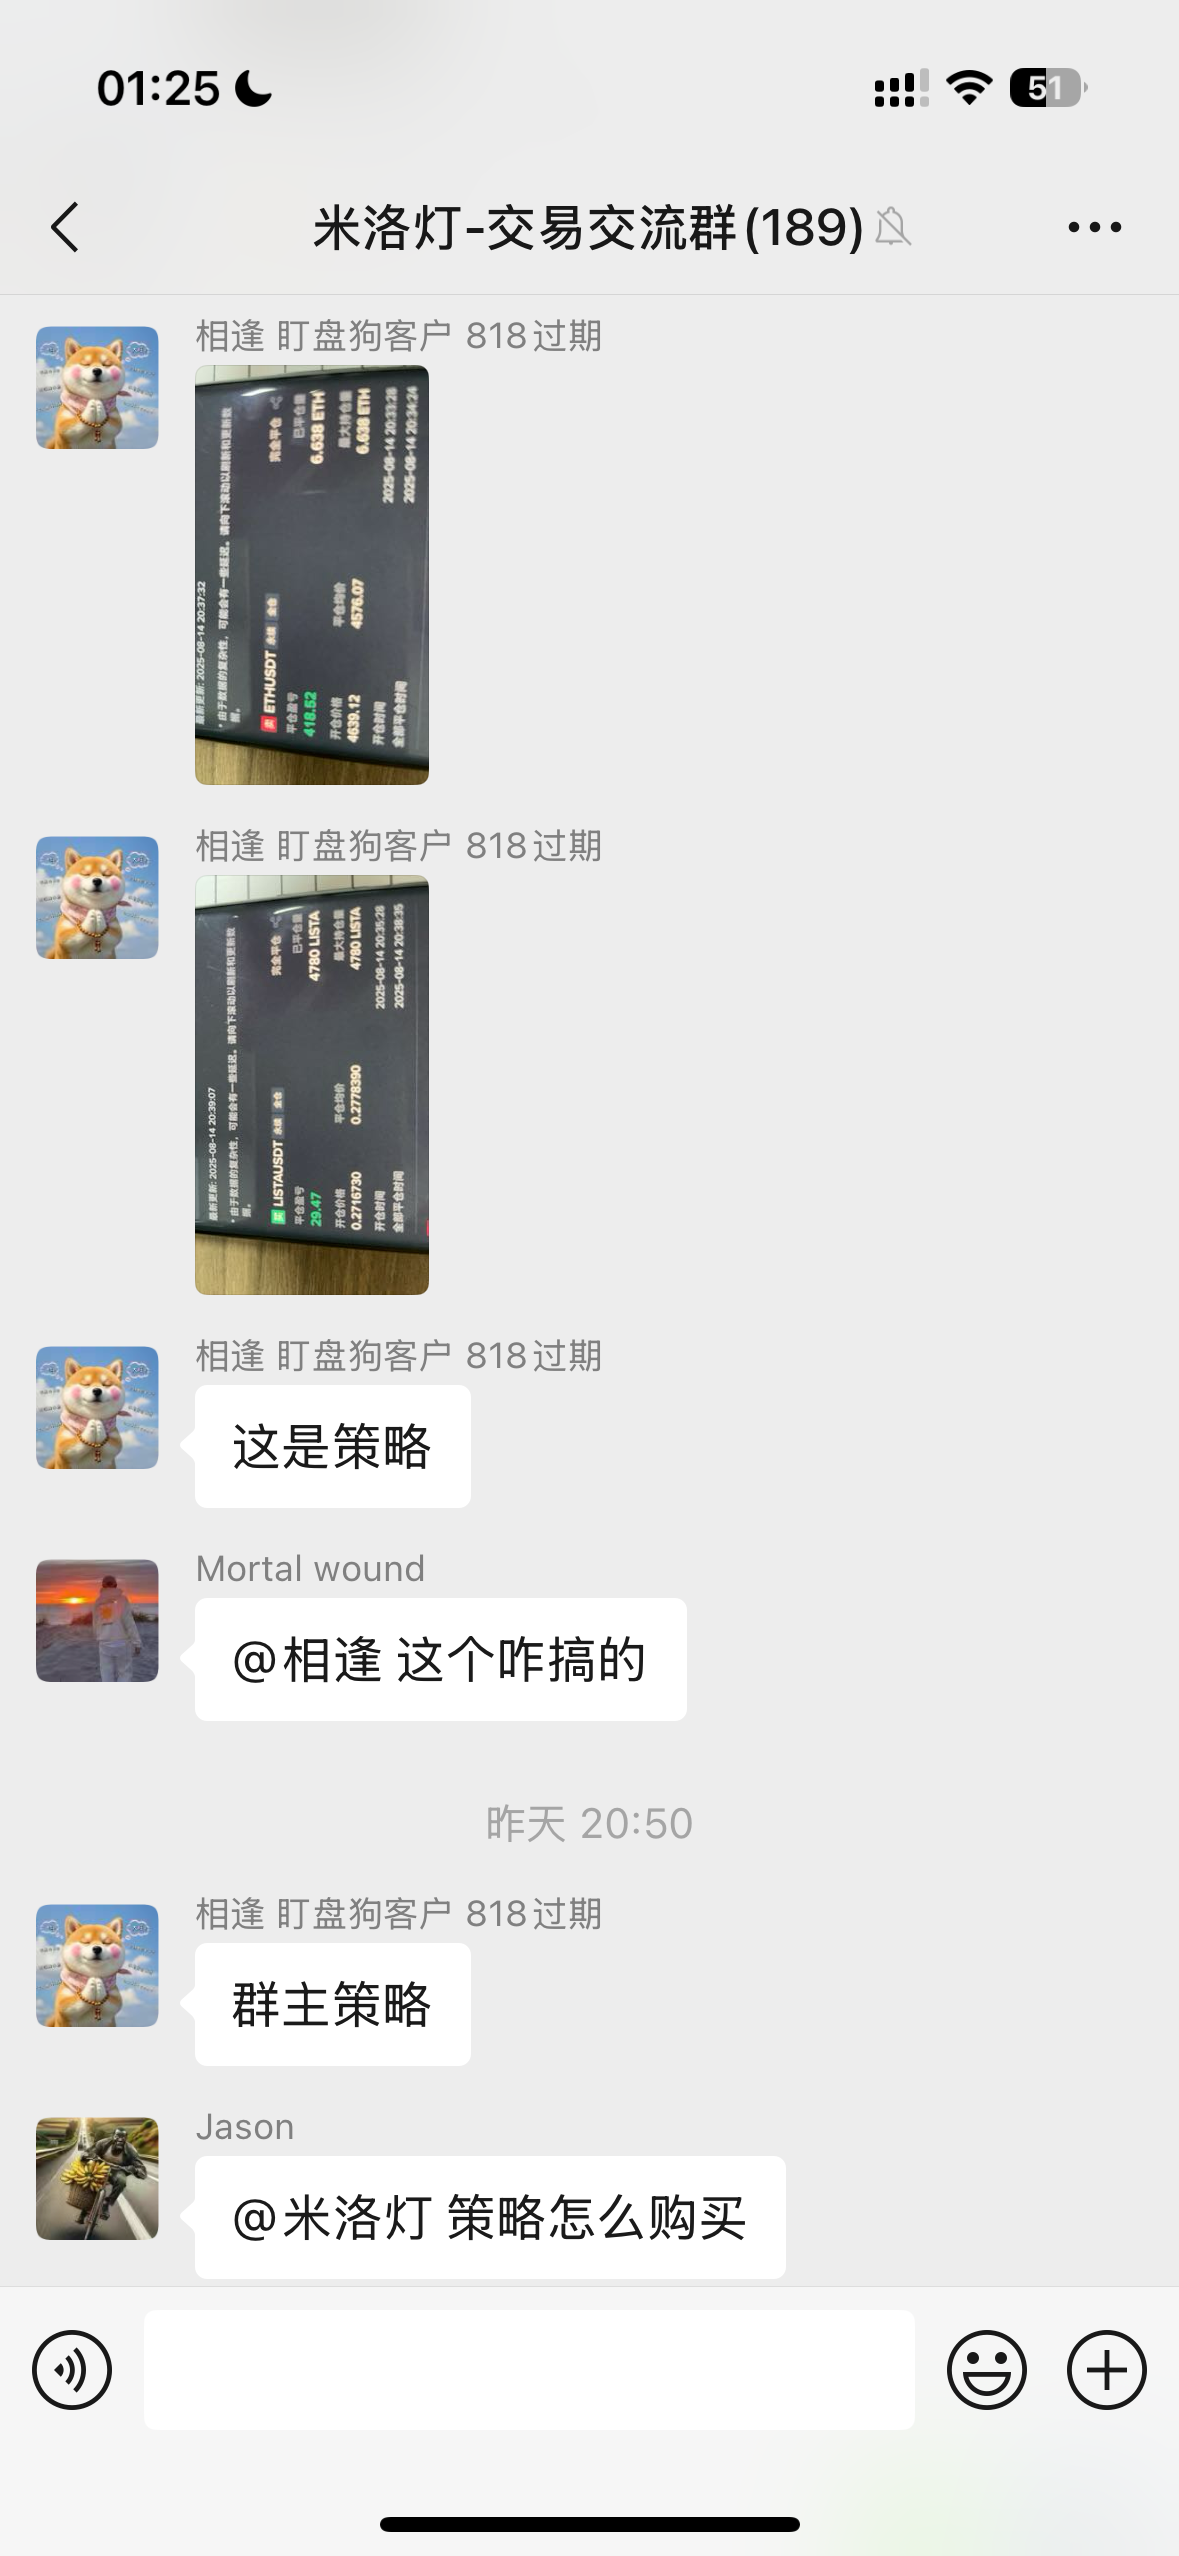 01:25
51
米洛灯-交易交流群(189)
相逢 盯盘狗客户 818过期
最新更新: 2025-08-14 20:37:32
* 由于数据的复杂性，可能会有一些延迟。请向下滚动以刷新和更新数
据。
卖 ETHUSDT 永续 全仓 完全平仓
平仓盈亏 已平仓量
418.52 6.638 ETH
开仓价格 平仓均价 最大持仓量
4639.12 4576.07 6.638 ETH
开仓时间 2025-08-14 20:33:28
全部平仓时间 2025-08-14 20:34:24
相逢 盯盘狗客户 818过期
最新更新: 2025-08-14 20:39:07
* 由于数据的复杂性，可能会有一些延迟。请向下滚动以刷新和更新数
据。
买 LISTAUSDT 永续 全仓 完全平仓
平仓盈亏 已平仓量
29.47 4780 LISTA
开仓价格 平仓均价 最大持仓量
0.2716730 0.2778390 4780 LISTA
开仓时间 2025-08-14 20:35:28
全部平仓时间 2025-08-14 20:38:35
相逢 盯盘狗客户 818过期
这是策略
Mortal wound
@相逢 这个咋搞的
昨天 20:50
相逢 盯盘狗客户 818过期
群主策略
Jason
@米洛灯 策略怎么购买